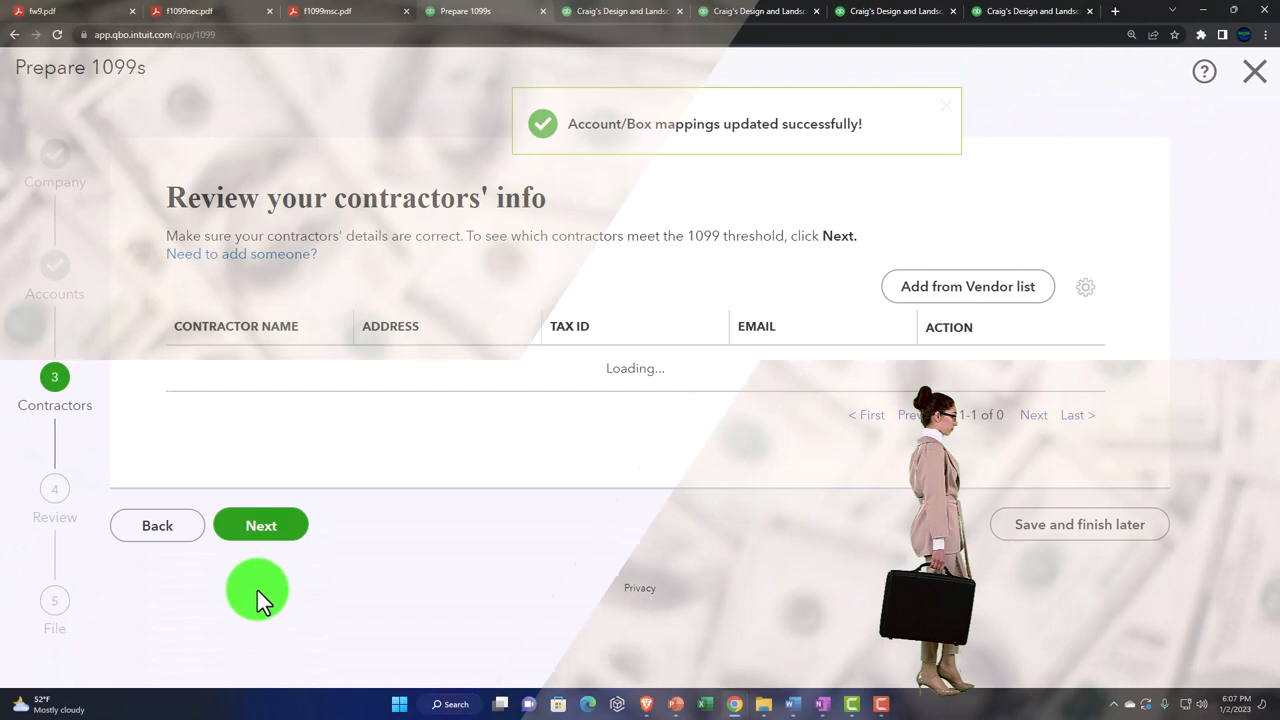 fw9.pdf
f1099nec.pdf
f1099msc.pdf
Prepare 1099s
Craig's Design and Landsc
Craig's Design and Landsc
Craig's Design and Landsc
Craig's Design and Landsc
app.qbo.intuit.com/app/1099
Prepare 1099s
Account/Box mappings updated successfully!
Company
Review your contractors' info
Make sure your contractors' details are correct. To see which contractors meet the 1099 threshold, click Next.
Need to add someone?
Accounts
Add from Vendor list
CONTRACTOR NAME ADDRESS TAX ID EMAIL ACTION
Loading...
3
Contractors
< First Prev 1-1 of 0 Next Last >
4
Review
Back
Next
Save and finish later
Privacy
5
File
52°F
Mostly cloudy
Search
6:07 PM
1/2/2023